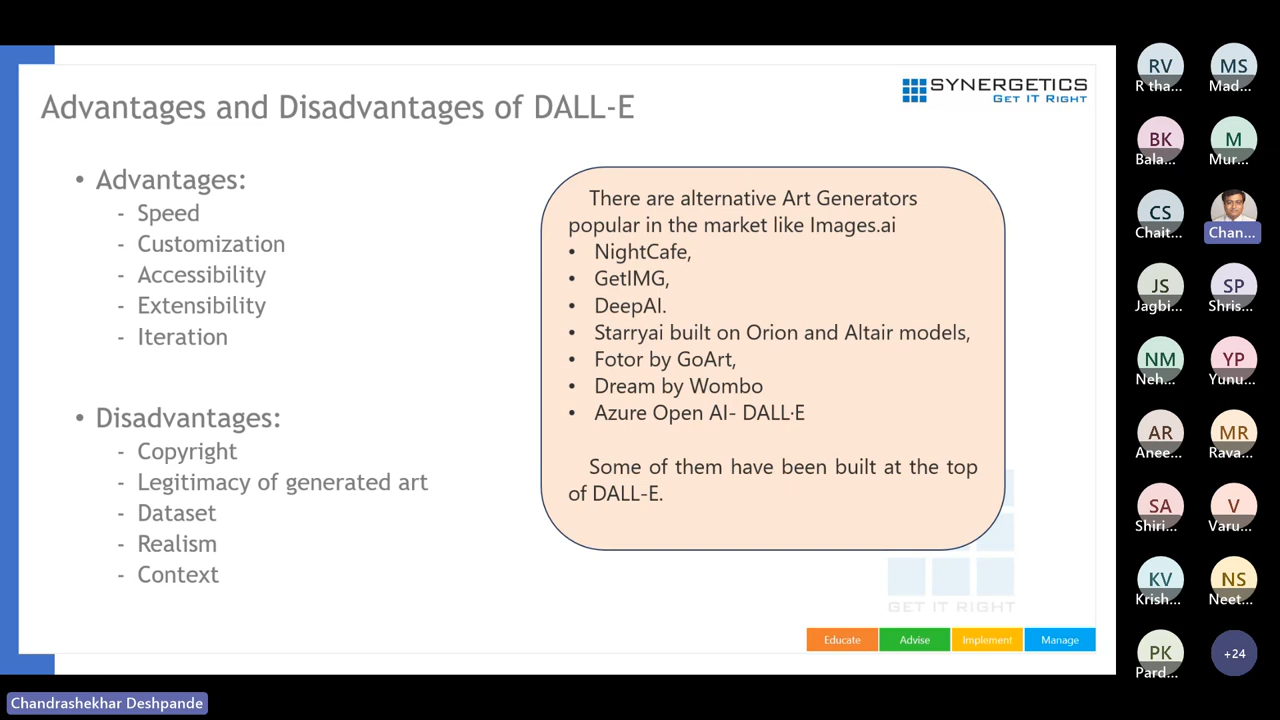 SYNERGETICS
GET IT RIGHT
Advantages and Disadvantages of DALL-E
• Advantages:
- Speed
- Customization
- Accessibility
- Extensibility
- Iteration
• Disadvantages:
- Copyright
- Legitimacy of generated art
- Dataset
- Realism
- Context
There are alternative Art Generators
popular in the market like Images.ai
• NightCafe,
• GetIMG,
• DeepAI.
• Starryai built on Orion and Altair models,
• Fotor by GoArt,
• Dream by Wombo
• Azure Open AI- DALL·E
Some of them have been built at the top
of DALL-E.
GET IT RIGHT
Educate
Advise
Implement
Manage
RV
R tha...
MS
Mad...
BK
Bala...
M
Mur...
CS
Chait...
Chan...
JS
Jagbi...
SP
Shris...
NM
Neh...
YP
Yunu...
AR
Anee...
MR
Rava...
SA
Shiri...
V
Varu...
KV
Krish...
NS
Neet...
PK
Pard...
+24
Chandrashekhar Deshpande